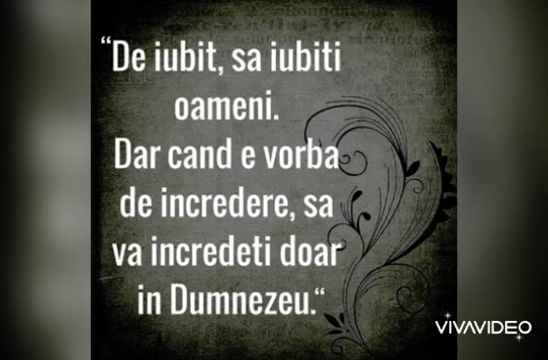 “De iubit, sa iubiti
oameni.
Dar cand e vorba
de incredere, sa
va incredeti doar
in Dumnezeu.“
VIVAVIDEO